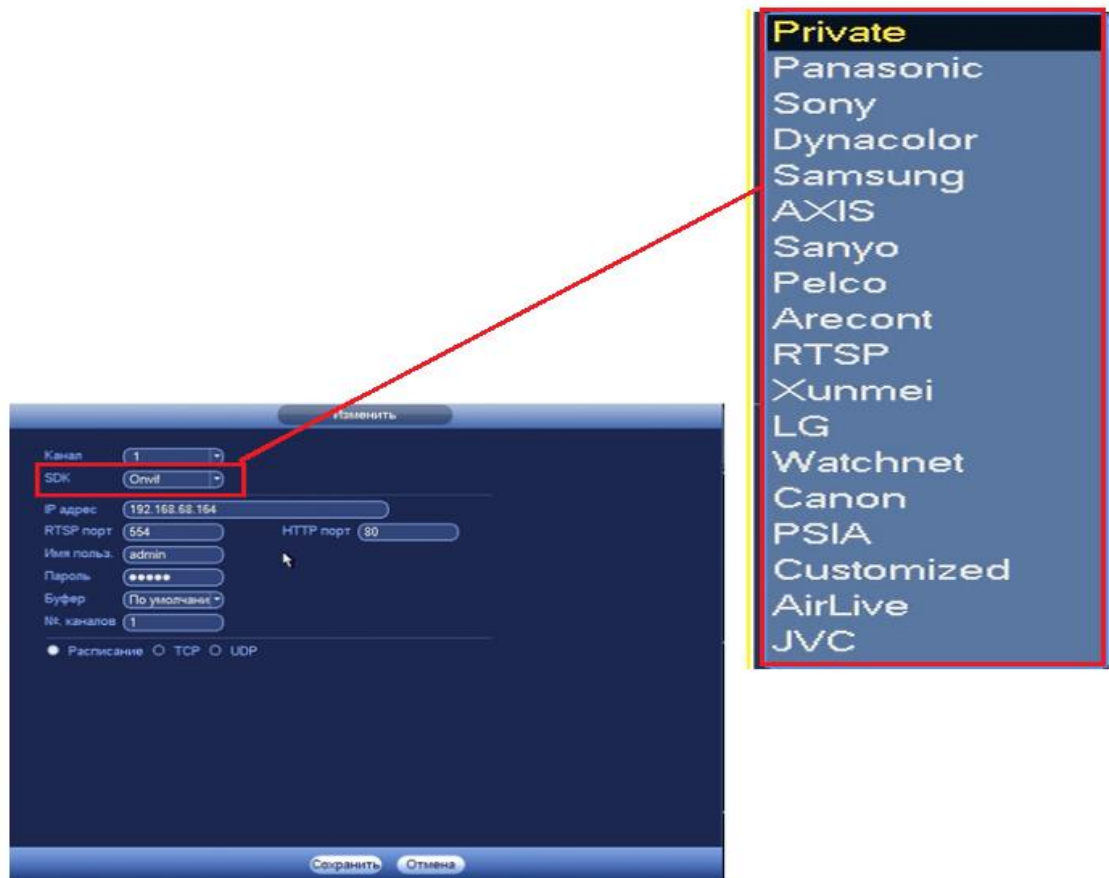 Private
Panasonic
Sony
Dynacolor
Samsung
AXIS
Sanyo
Pelco
Arecont
RTSP
Xunmei
LG
Watchnet
Canon
PSIA
Customized
AirLive
JVC
Изменить
Канал 1
SDK Onvif
IP адрес 192.168.68.164
RTSP порт 554 HTTP порт 80
Имя польз. admin
Пароль ●●●●●
Буфер По умолчани
№. каналов 1
Расписание TCP UDP
Сохранить Отмена